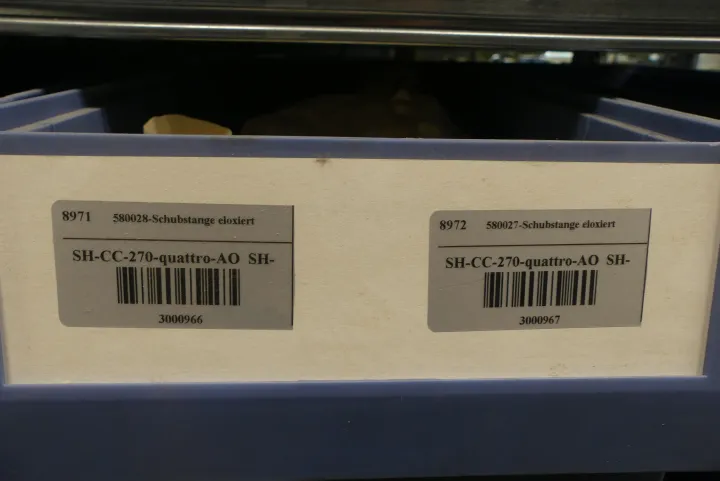 8971 580028-Schubstange eloxiert
SH-CC-270-quattro-AO SH-
3000966
8972 580027-Schubstange eloxiert
SH-CC-270-quattro-AO SH-
3000967